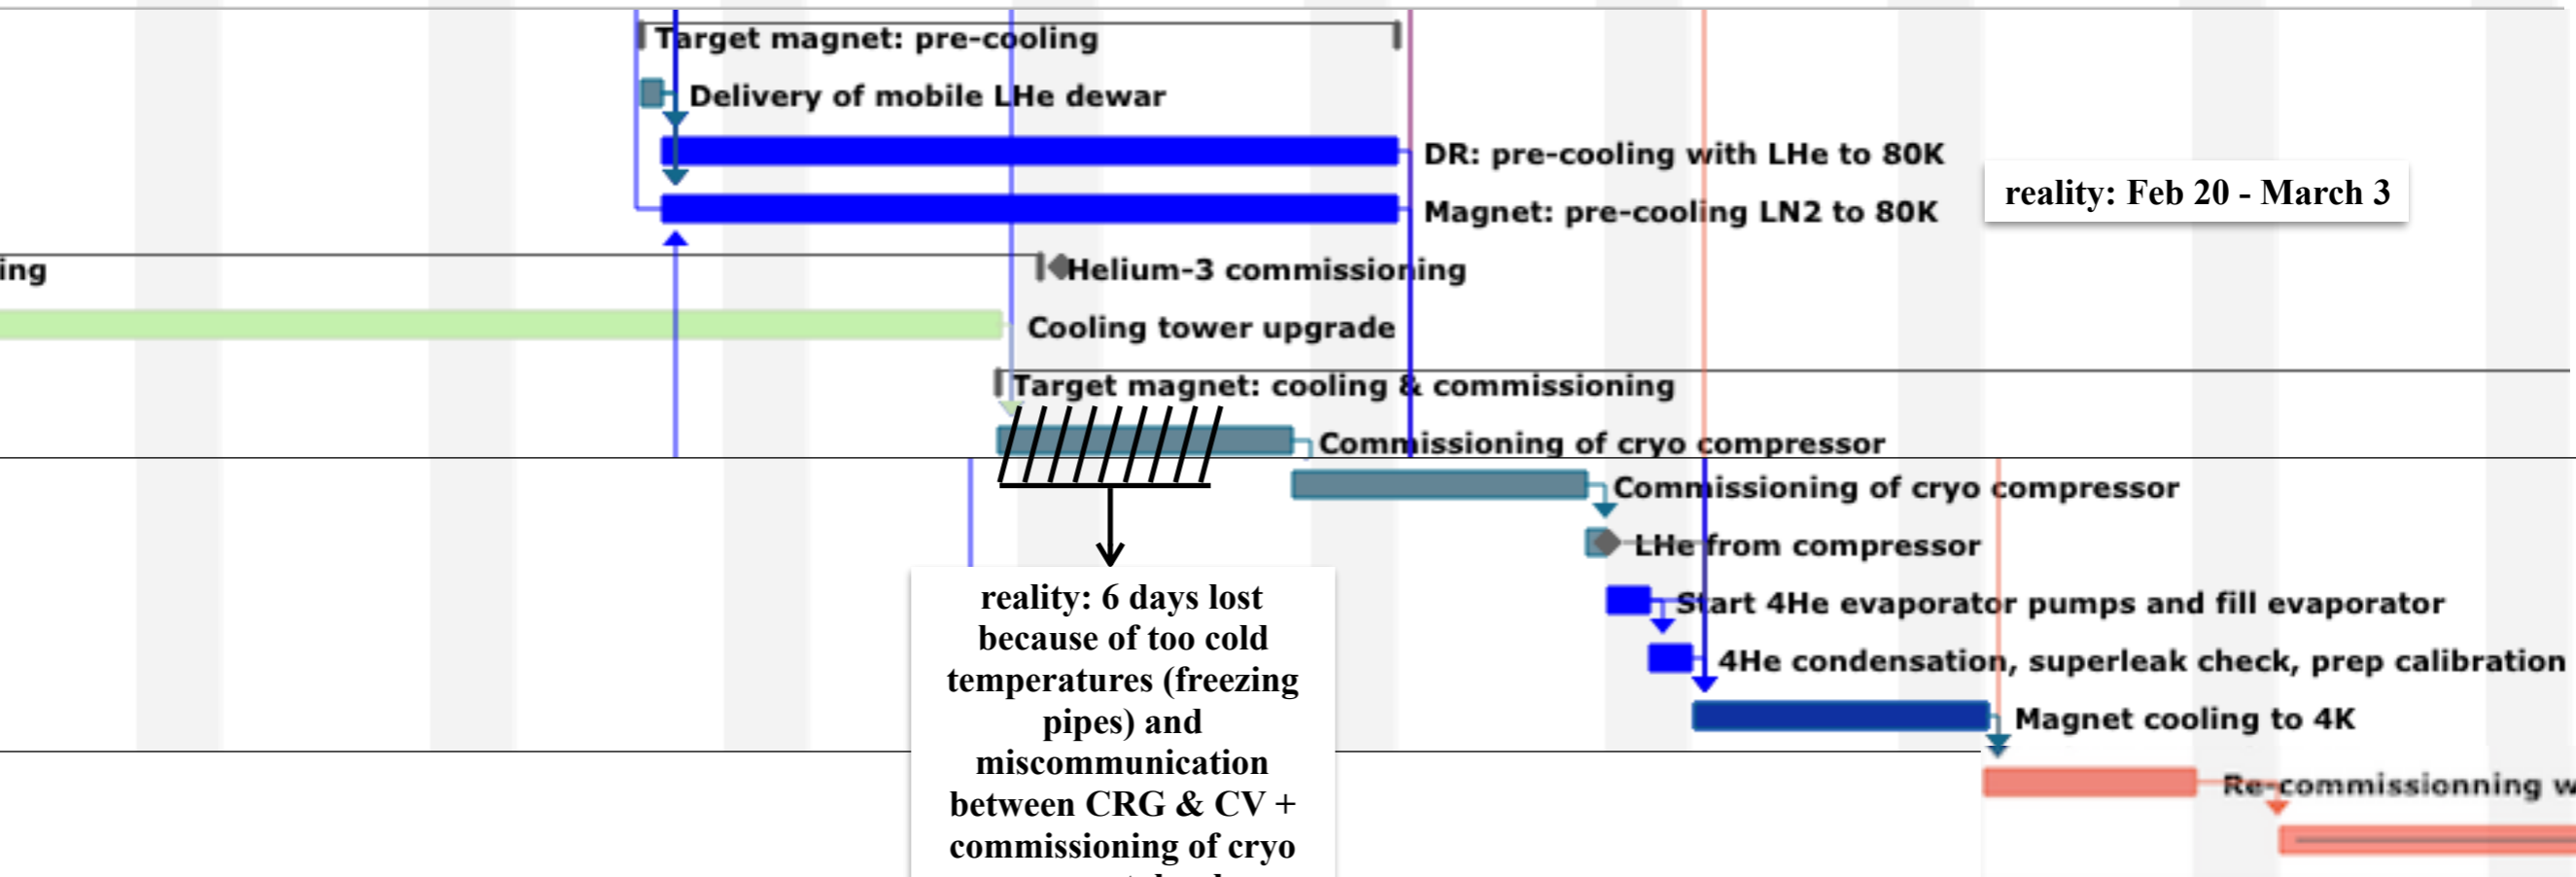 Target magnet: pre-cooling
Delivery of mobile LHe dewar
DR: pre-cooling with LHe to 80K
Magnet: pre-cooling LN2 to 80K
reality: Feb 20 - March 3
ing
Helium-3 commissioning
Cooling tower upgrade
Target magnet: cooling & commissioning
Commissioning of cryo compressor
Commissioning of cryo compressor
LHe from compressor
Start 4He evaporator pumps and fill evaporator
4He condensation, superleak check, prep calibration
Magnet cooling to 4K
Re-commissionning w
reality: 6 days lost
because of too cold
temperatures (freezing
pipes) and
miscommunication
between CRG & CV +
commissioning of cryo